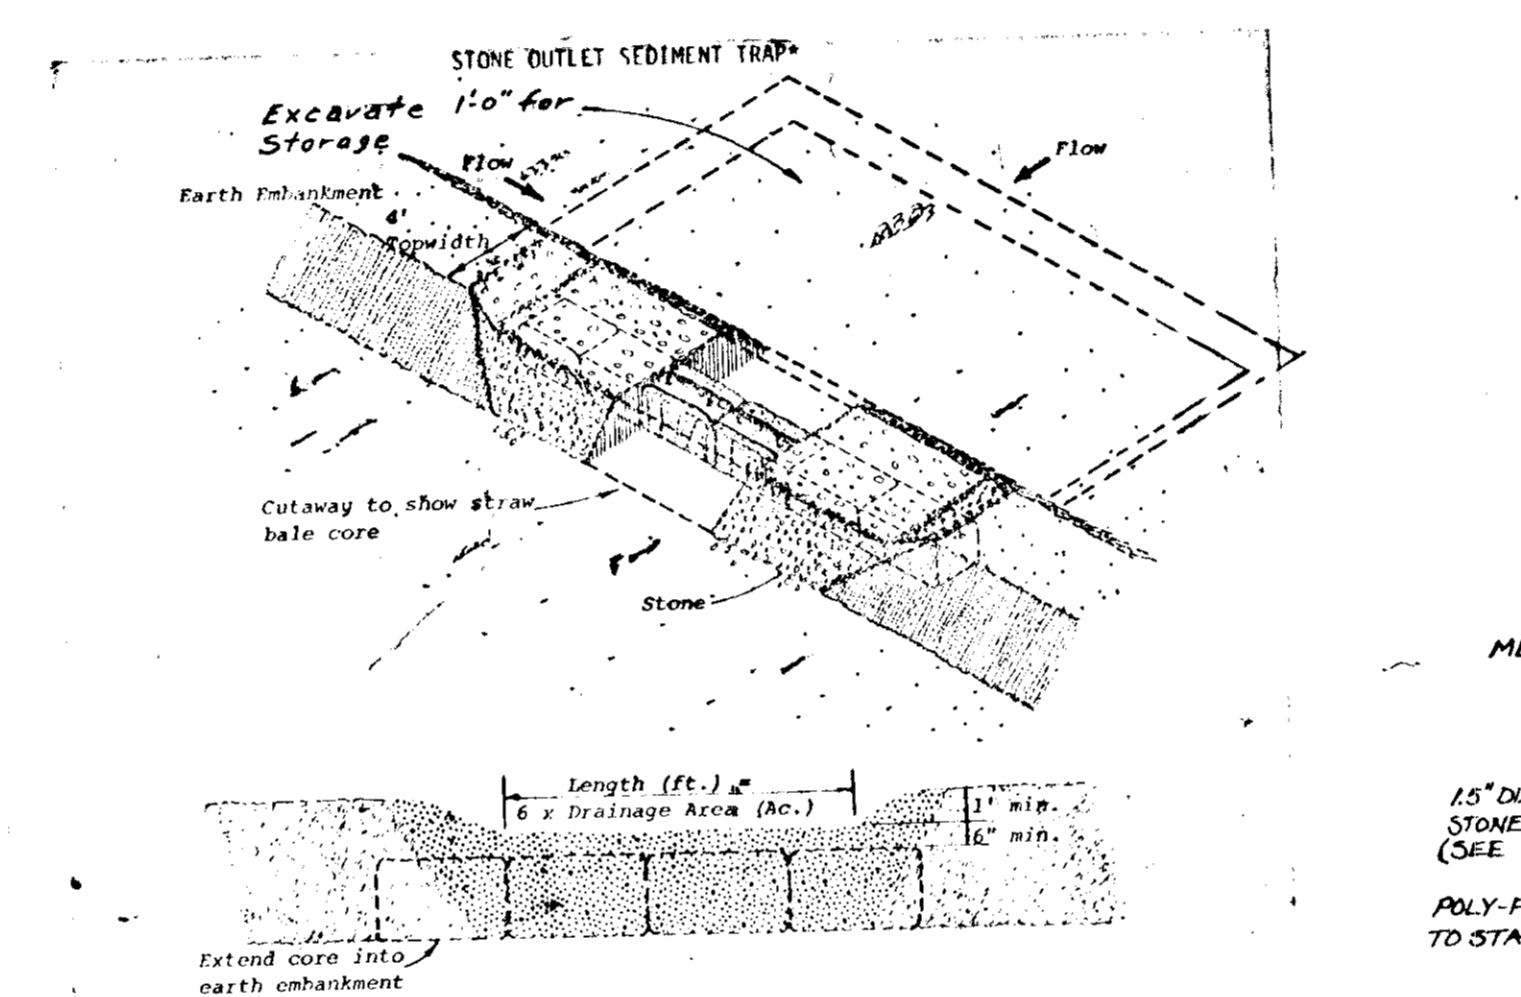 STONE OUTLET SEDIMENT TRAP*
Excavate 1'-0" for
Storage
Flow
Flow
Earth Embankment
4'
Topwidth
Cutaway to show straw
bale core
Stone
Length (ft.) =
6 x Drainage Area (Ac.)
1' min.
6" min.
Extend core into
earth embankment
1.5" DI
STONE
(SEE
POLY-F
TO STA